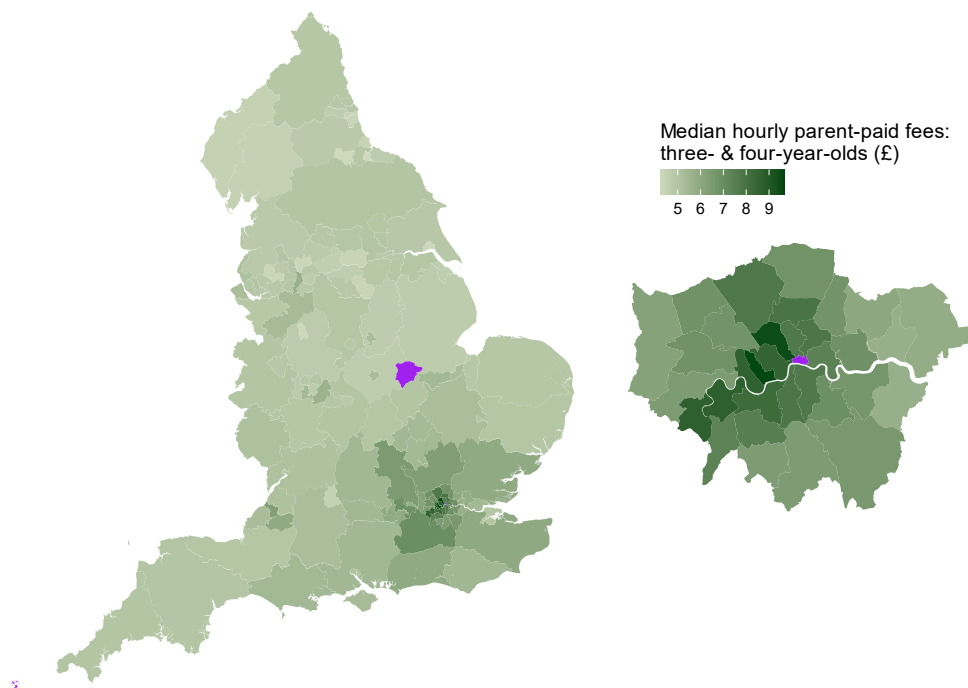 Median hourly parent-paid fees:
three- & four-year-olds (£)
5 6 7 8 9